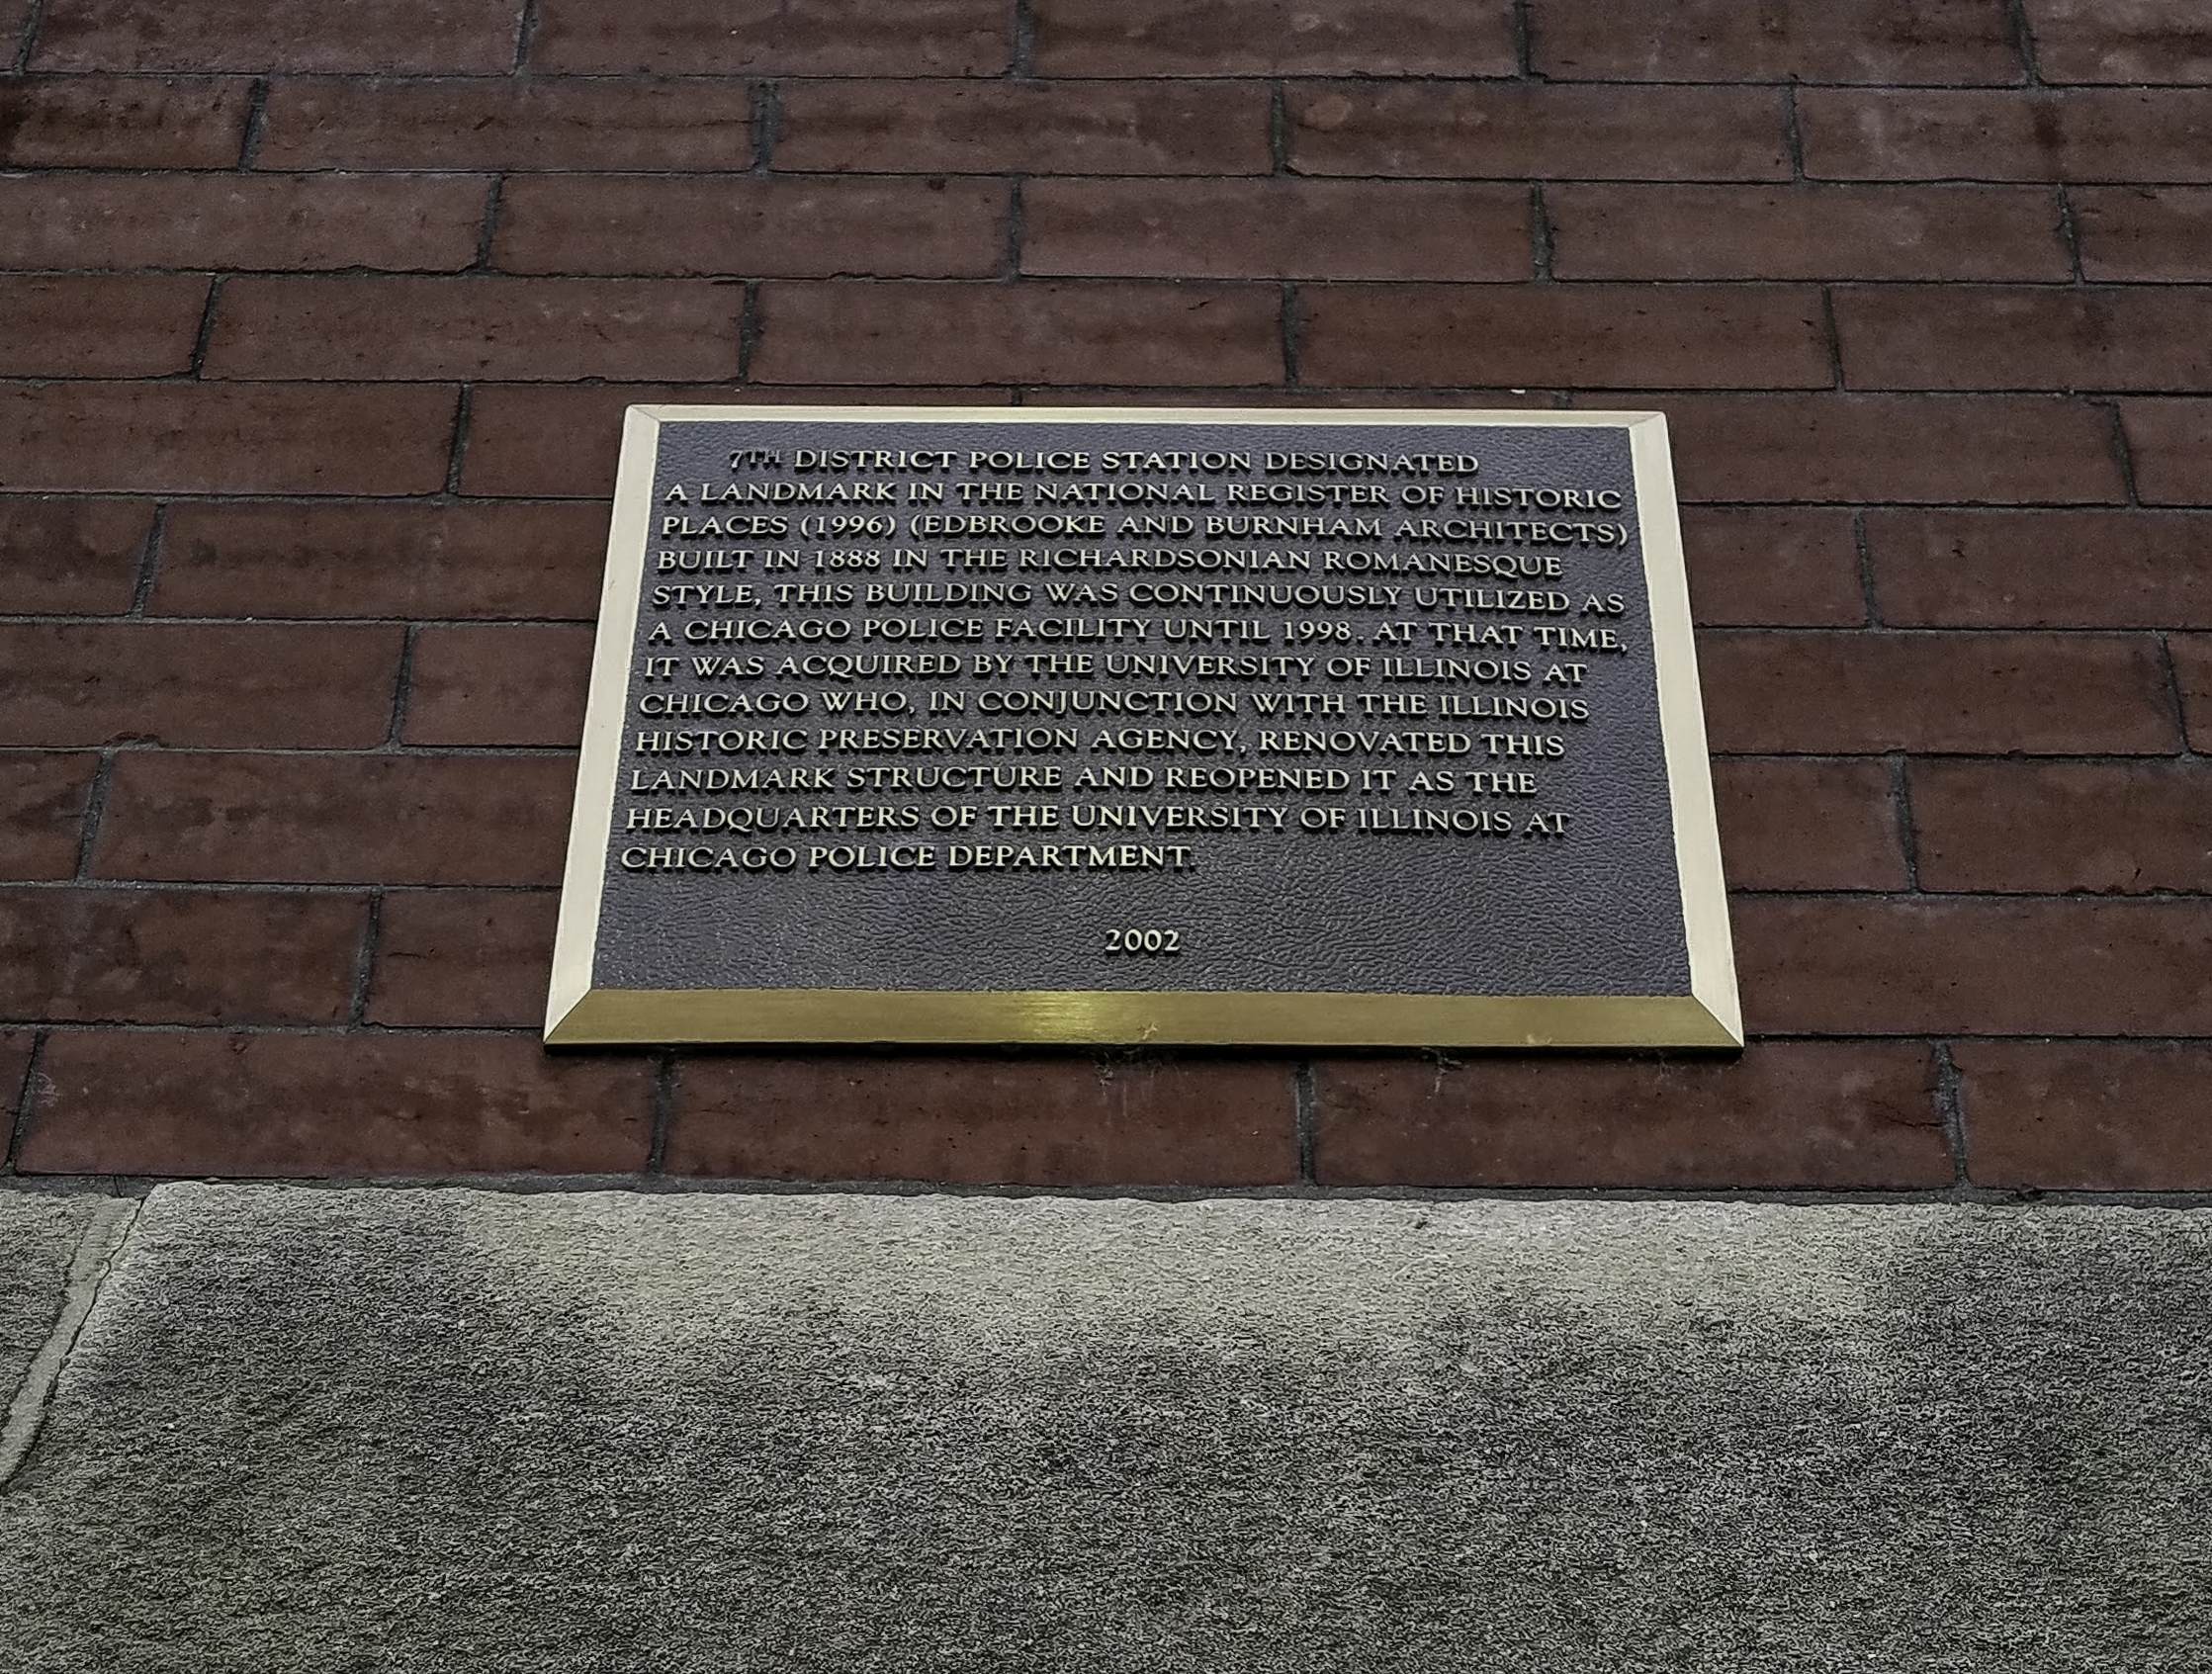 7TH DISTRICT POLICE STATION DESIGNATED
A LANDMARK IN THE NATIONAL REGISTER OF HISTORIC
PLACES (1996) (EDBROOKE AND BURNHAM ARCHITECTS)
BUILT IN 1888 IN THE RICHARDSONIAN ROMANESQUE
STYLE, THIS BUILDING WAS CONTINUOUSLY UTILIZED AS
A CHICAGO POLICE FACILITY UNTIL 1998. AT THAT TIME,
IT WAS ACQUIRED BY THE UNIVERSITY OF ILLINOIS AT
CHICAGO WHO, IN CONJUNCTION WITH THE ILLINOIS
HISTORIC PRESERVATION AGENCY, RENOVATED THIS
LANDMARK STRUCTURE AND REOPENED IT AS THE
HEADQUARTERS OF THE UNIVERSITY OF ILLINOIS AT
CHICAGO POLICE DEPARTMENT.
2002